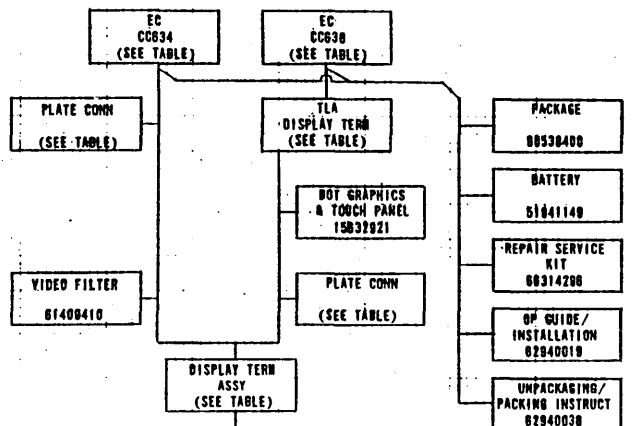 EC
CC634
(SEE TABLE)
EC
CC638
(SEE TABLE)
PLATE CONN
(SEE TABLE)
TLA
DISPLAY TERM
(SEE TABLE)
PACKAGE
BATTERY
51941149
DOT GRAPHICS
& TOUCH PANEL
15832921
REPAIR SERVICE
KIT
66314296
VIDEO FILTER
61409410
PLATE CONN
(SEE TABLE)
OP GUIDE/
INSTALLATION
62940019
DISPLAY TERM
ASSY
(SEE TABLE)
UNPACKAGING/
PACKING INSTRUCT
62940038